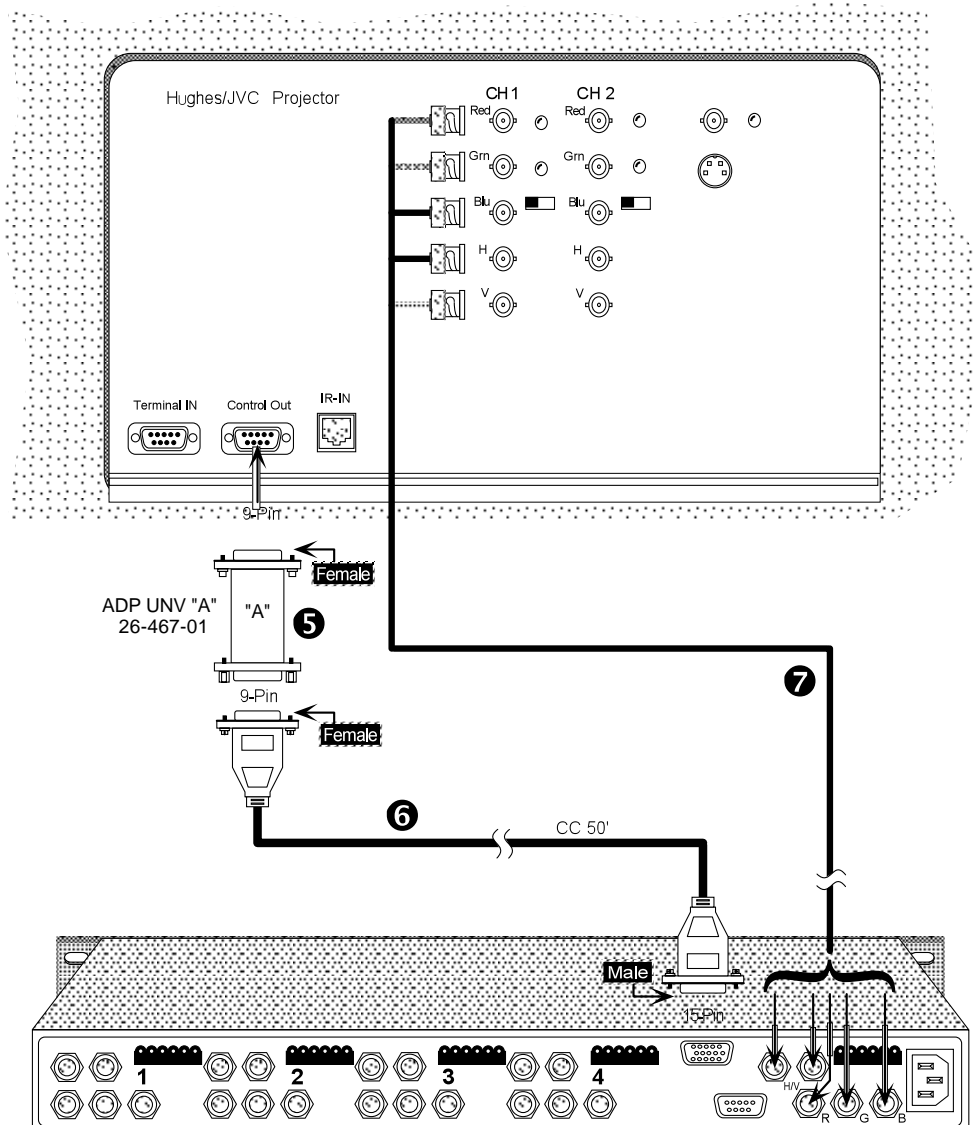 Hughes/JVC Projector
CH 1
CH 2
Red
Red
Grn
Grn
Blu
Blu
H
H
V
V
Terminal IN
Control Out
IR-IN
9-Pin
Female
ADP UNV "A"
26-467-01
"A"
5
9-Pin
Female
7
6
CC 50'
Male
15-Pin
1
2
3
4
H/V
R
G
B